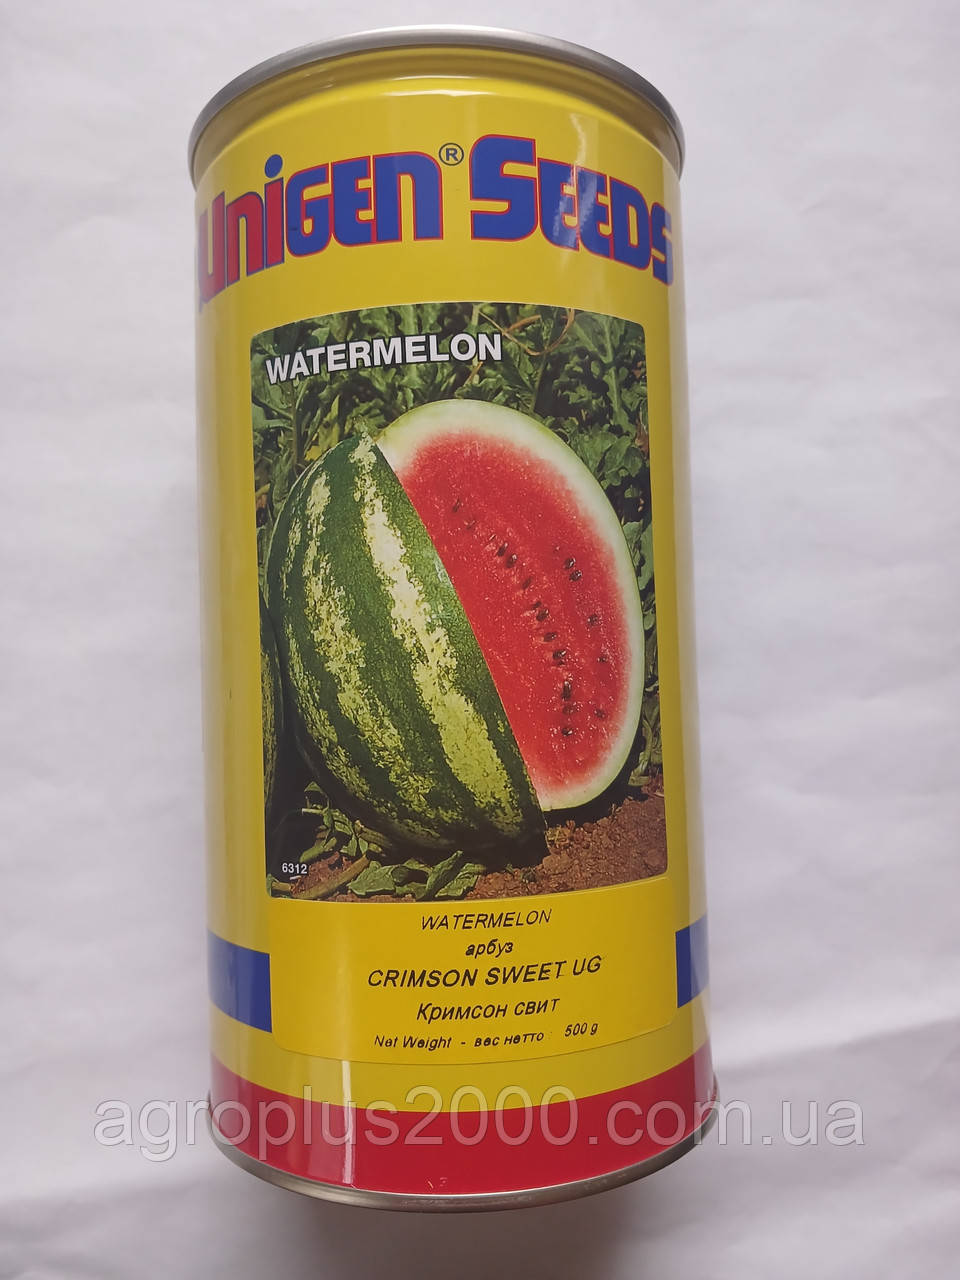 UNIGEN® SEEDS
WATERMELON
6312
WATERMELON
арбуз
CRIMSON SWEET UG
Кримсон свит
Net Weight - вес нетто : 500 g
agroplus2000.com.ua